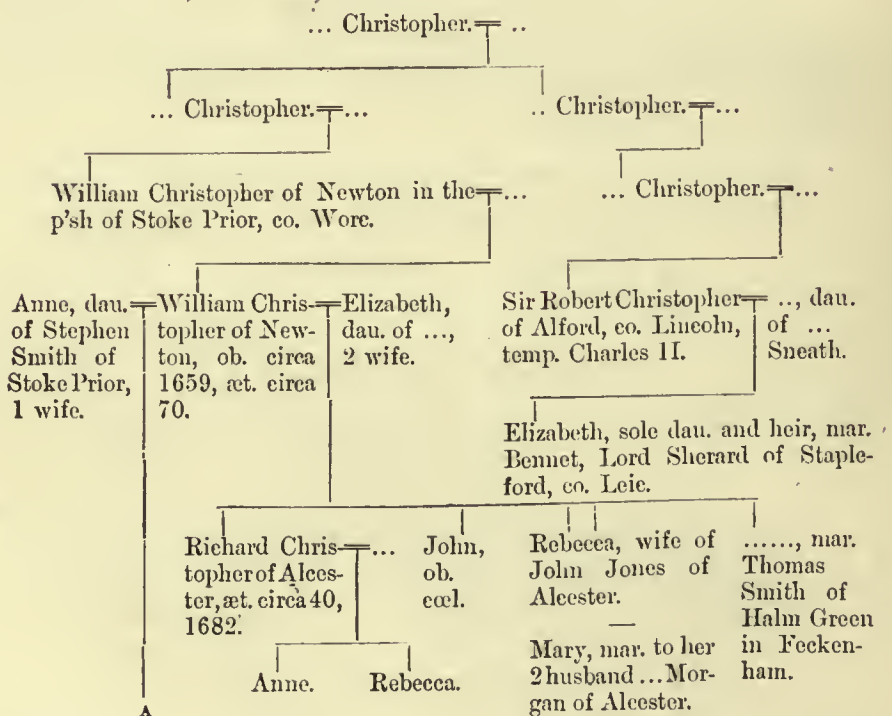 ... Christopher. ..
... Christopher. ...
.. Christopher. ...
William Christopher of Newton in the ...
p'sh of Stoke Prior, co. Worc.
... Christopher. ...
Anne, dau.
of Stephen
Smith of
Stoke Prior,
1 wife.
William Chris-
topher of New-
ton, ob. circa
1659, æt. circa
70.
Elizabeth,
dau. of ...,
2 wife.
Sir Robert Christopher
of Alford, co. Lincoln,
temp. Charles II.
.., dau.
of ...
Sneath.
Elizabeth, sole dau. and heir, mar.
Bennet, Lord Sherard of Staple-
ford, co. Leic.
Richard Chris- ...
topher of Alces-
ter, æt. circa 40,
1682.
John,
ob.
cœl.
Rebecca, wife of
John Jones of
Alcester.
—
Mary, mar. to her
2 husband ... Mor-
gan of Alcester.
......, mar.
Thomas
Smith of
Halm Green
in Fecken-
ham.
Anne.
Rebecca.
A